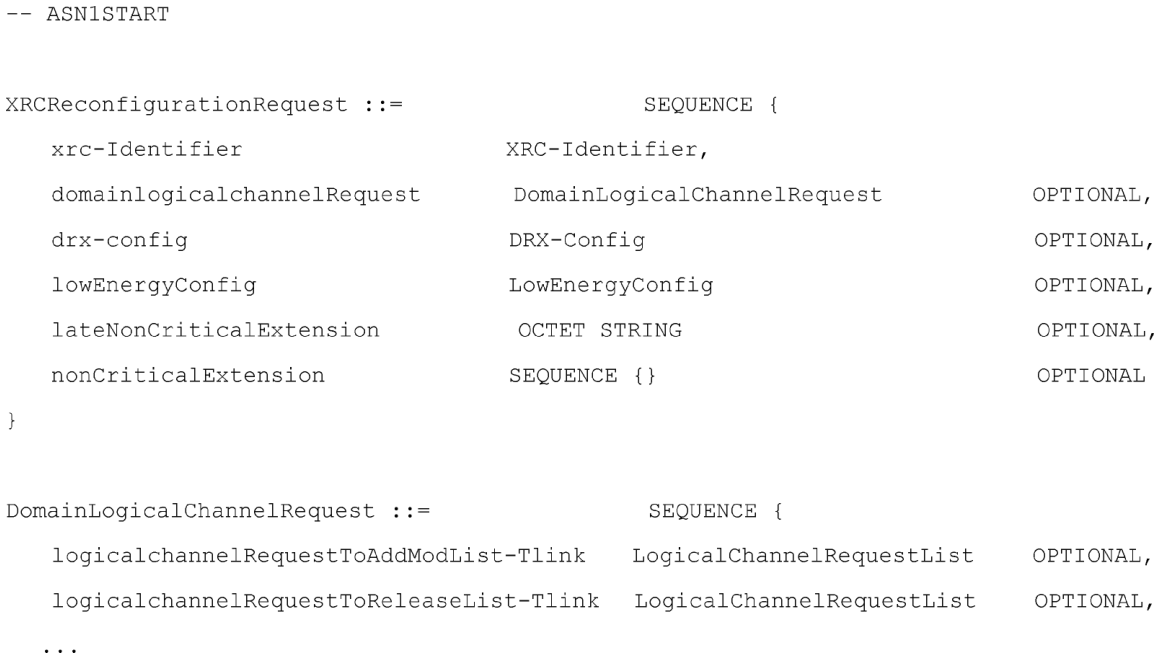 -- ASN1START
XRCReconfigurationRequest ::= SEQUENCE {
xrc-Identifier XRC-Identifier,
domainlogicalchannelRequest DomainLogicalChannelRequest OPTIONAL,
drx-config DRX-Config OPTIONAL,
lowEnergyConfig LowEnergyConfig OPTIONAL,
lateNonCriticalExtension OCTET STRING OPTIONAL,
nonCriticalExtension SEQUENCE {} OPTIONAL
}
DomainLogicalChannelRequest ::= SEQUENCE {
logicalchannelRequestToAddModList-Tlink LogicalChannelRequestList OPTIONAL,
logicalchannelRequestToReleaseList-Tlink LogicalChannelRequestList OPTIONAL,
...